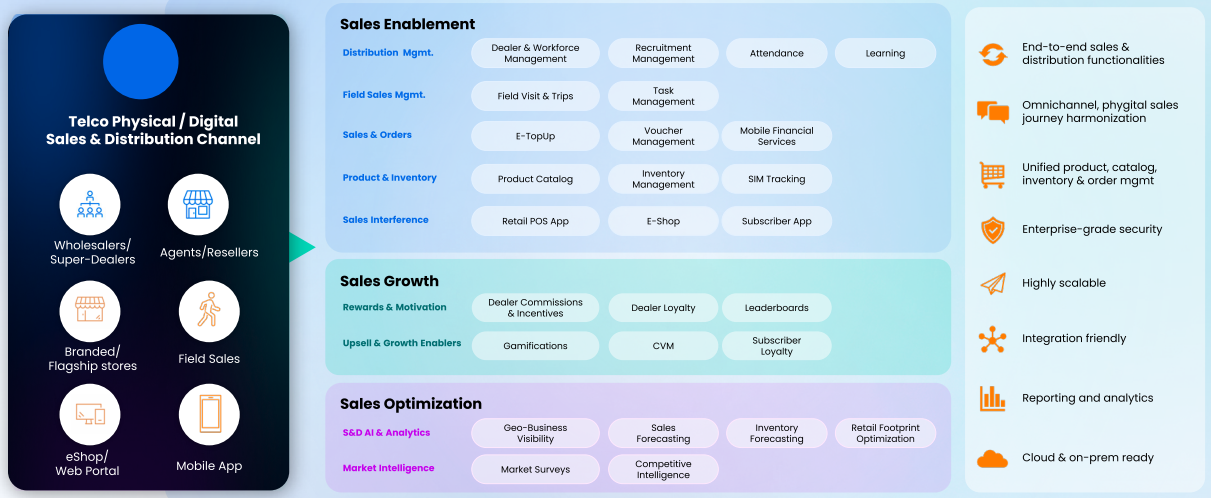 Telco Physical / Digital
Sales & Distribution Channel
Wholesalers/
Super-Dealers
Agents/Resellers
Branded/
Flagship stores
Field Sales
eShop/
Web Portal
Mobile App
Sales Enablement
Distribution Mgmt.
Dealer & Workforce
Management
Recruitment
Management
Attendance
Learning
Field Sales Mgmt.
Field Visit & Trips
Task
Management
Sales & Orders
E-TopUp
Voucher
Management
Mobile Financial
Services
Product & Inventory
Product Catalog
Inventory
Management
SIM Tracking
Sales Interference
Retail POS App
E-Shop
Subscriber App
Sales Growth
Rewards & Motivation
Dealer Commissions
& Incentives
Dealer Loyalty
Leaderboards
Upsell & Growth Enablers
Gamifications
CVM
Subscriber
Loyalty
Sales Optimization
S&D AI & Analytics
Geo-Business
Visibility
Sales
Forecasting
Inventory
Forecasting
Retail Footprint
Optimization
Market Intelligence
Market Surveys
Competitive
Intelligence
End-to-end sales &
distribution functionalities
Omnichannel, phygital sales
journey harmonization
Unified product, catalog,
inventory & order mgmt
Enterprise-grade security
Highly scalable
Integration friendly
Reporting and analytics
Cloud & on-prem ready